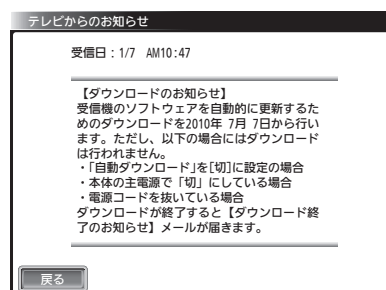 テレビからのお知らせ
受信日：1/7 AM10:47
【ダウンロードのお知らせ】
受信機のソフトウェアを自動的に更新するた
めのダウンロードを2010年 7月 7日から行い
ます。ただし、以下の場合にはダウンロード
は行われません。
・「自動ダウンロード」を[切]に設定の場合
・本体の主電源で「切」にしている場合
・電源コードを抜いている場合
ダウンロードが終了すると【ダウンロード終
了のお知らせ】メールが届きます。
戻る